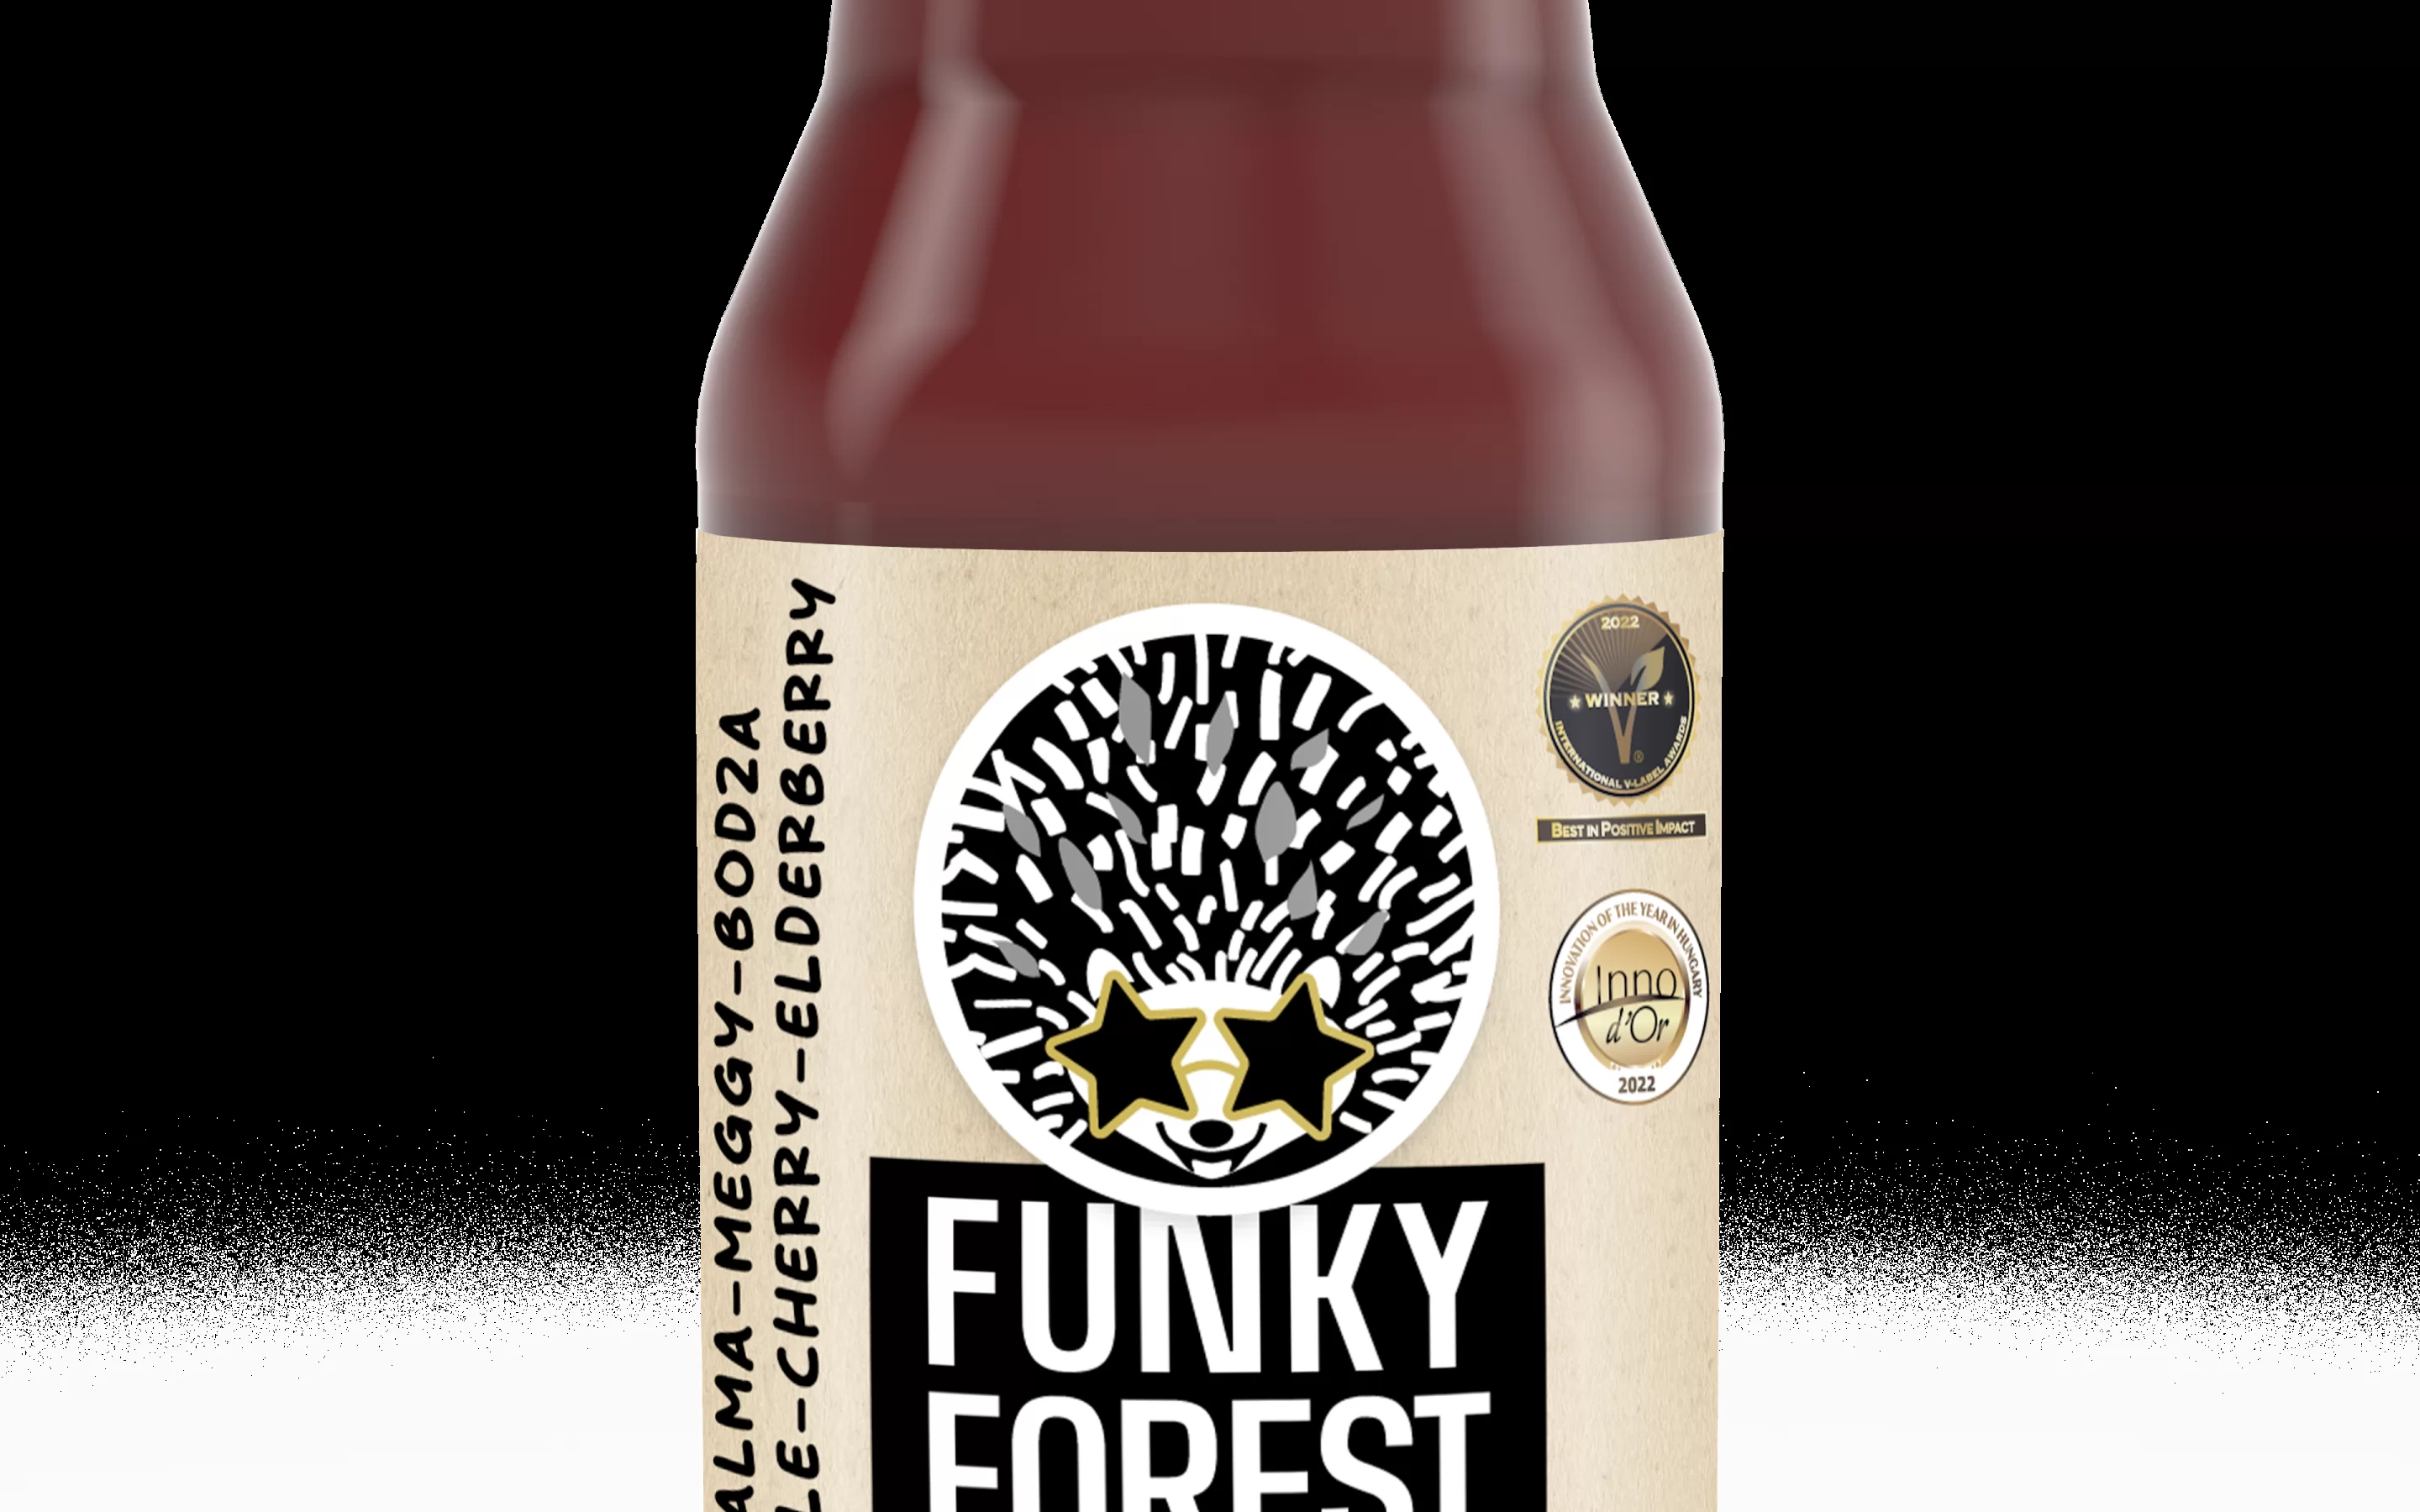 ALMA-MEGGY-BODZA
LE-CHERRY-ELDERBERRY
2022
WINNER
®
INTERNATIONAL V-LABEL AWARDS
BEST IN POSITIVE IMPACT
INNOVATION OF THE YEAR IN HUNGARY
Inno
d'Or
2022
FUNKY
FOREST